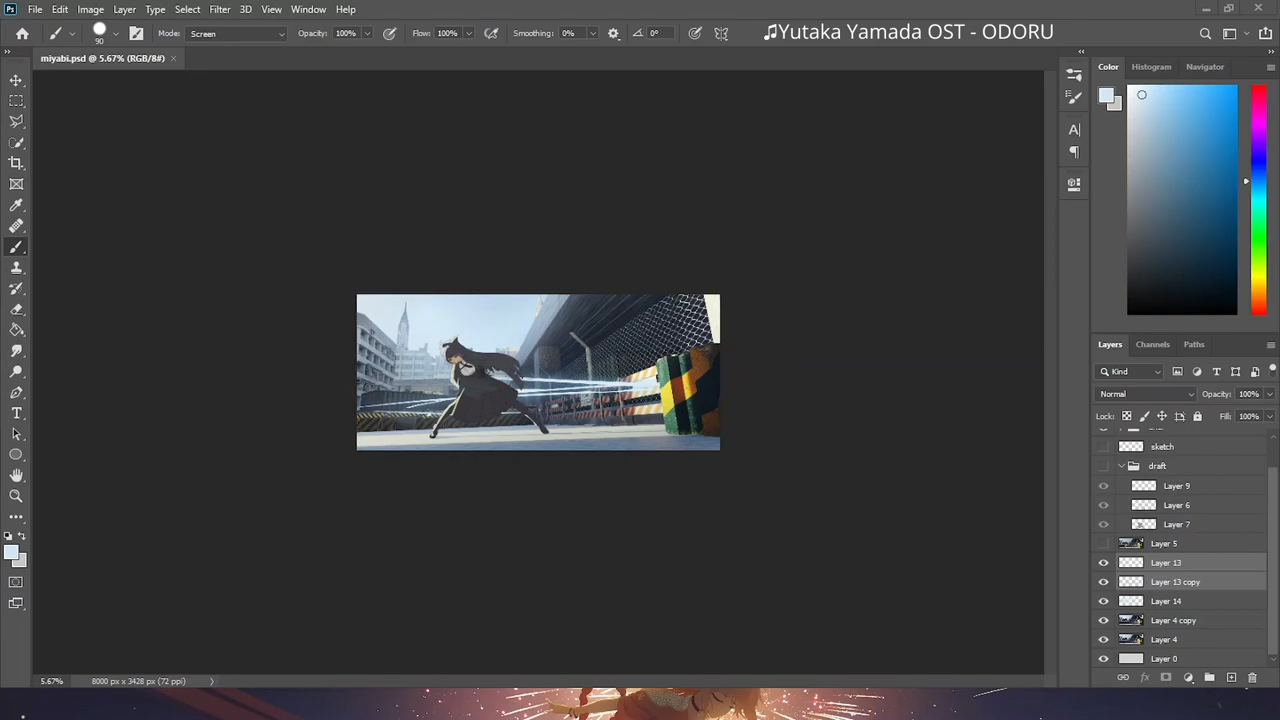 Ps File Edit Image Layer Type Select Filter 3D View Window Help
90 Mode: Screen Opacity: 100% Flow: 100% Smoothing: 0% 0° ♫Yutaka Yamada OST - ODORU
miyabi.psd @ 5.67% (RGB/8#) ×
Color Histogram Navigator
Layers Channels Paths
Kind
Normal Opacity: 100%
Lock: Fill: 100%
sketch
draft
Layer 9
Layer 6
Layer 7
Layer 5
Layer 13
Layer 13 copy
Layer 14
Layer 4 copy
Layer 4
Layer 0
5.67% 8000 px x 3428 px (72 ppi)